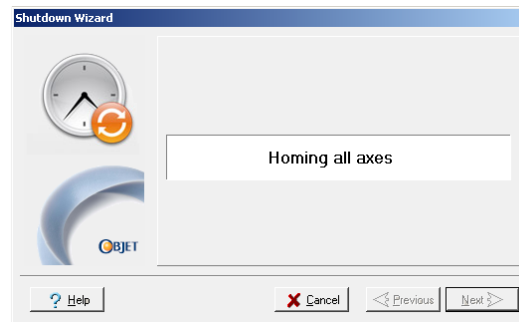 Shutdown Wizard
Homing all axes
OBJET
? Help
Cancel
Previous
Next